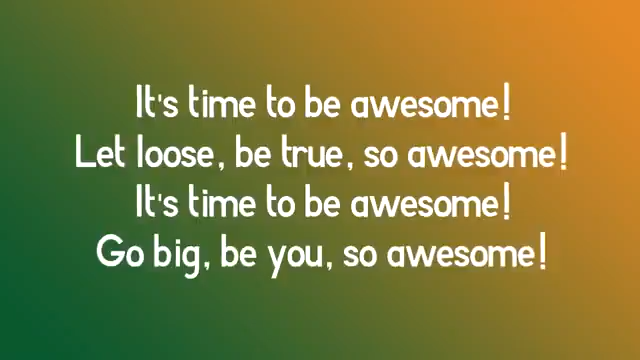 It's time to be awesome!
Let loose, be true, so awesome!
It's time to be awesome!
Go big, be you, so awesome!